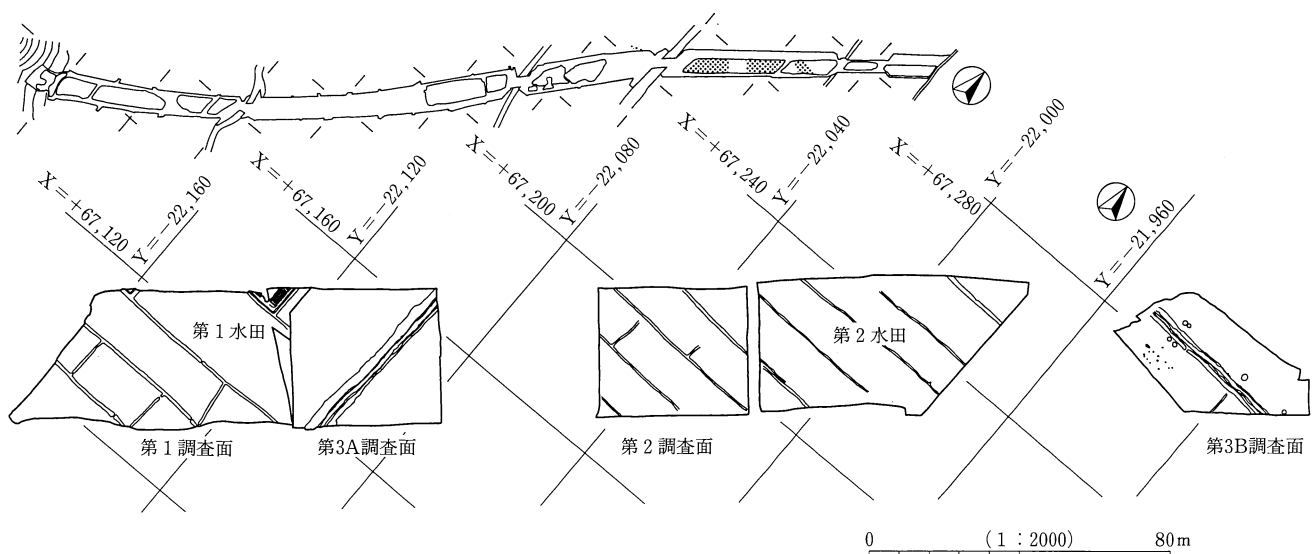 X＝+67,120
Y＝−22,160
X＝+67,160
Y＝−22,120
X＝+67,200
Y＝−22,080
X＝+67,240
Y＝−22,040
X＝+67,280
Y＝−22,000
Y＝−21,960
第1水田
第2水田
第1調査面
第3A調査面
第2調査面
第3B調査面
0 (1：2000) 80m